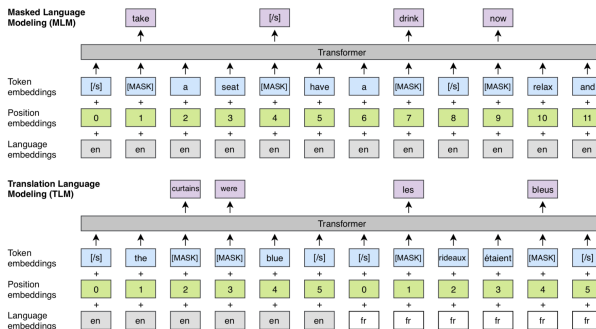 Masked Language
Modeling (MLM)
take [/s] drink now
Transformer
Token
embeddings
[/s] [MASK] a seat [MASK] have a [MASK] [/s] [MASK] relax and
+ + + + + + + + + + + +
Position
embeddings
0 1 2 3 4 5 6 7 8 9 10 11
+ + + + + + + + + + + +
Language
embeddings
en en en en en en en en en en en en
Translation Language
Modeling (TLM)
curtains were les bleus
Transformer
Token
embeddings
[/s] the [MASK] [MASK] blue [/s] [/s] [MASK] rideaux étaient [MASK] [/s]
+ + + + + + + + + + + +
Position
embeddings
0 1 2 3 4 5 0 1 2 3 4 5
+ + + + + + + + + + + +
Language
embeddings
en en en en en en fr fr fr fr fr fr